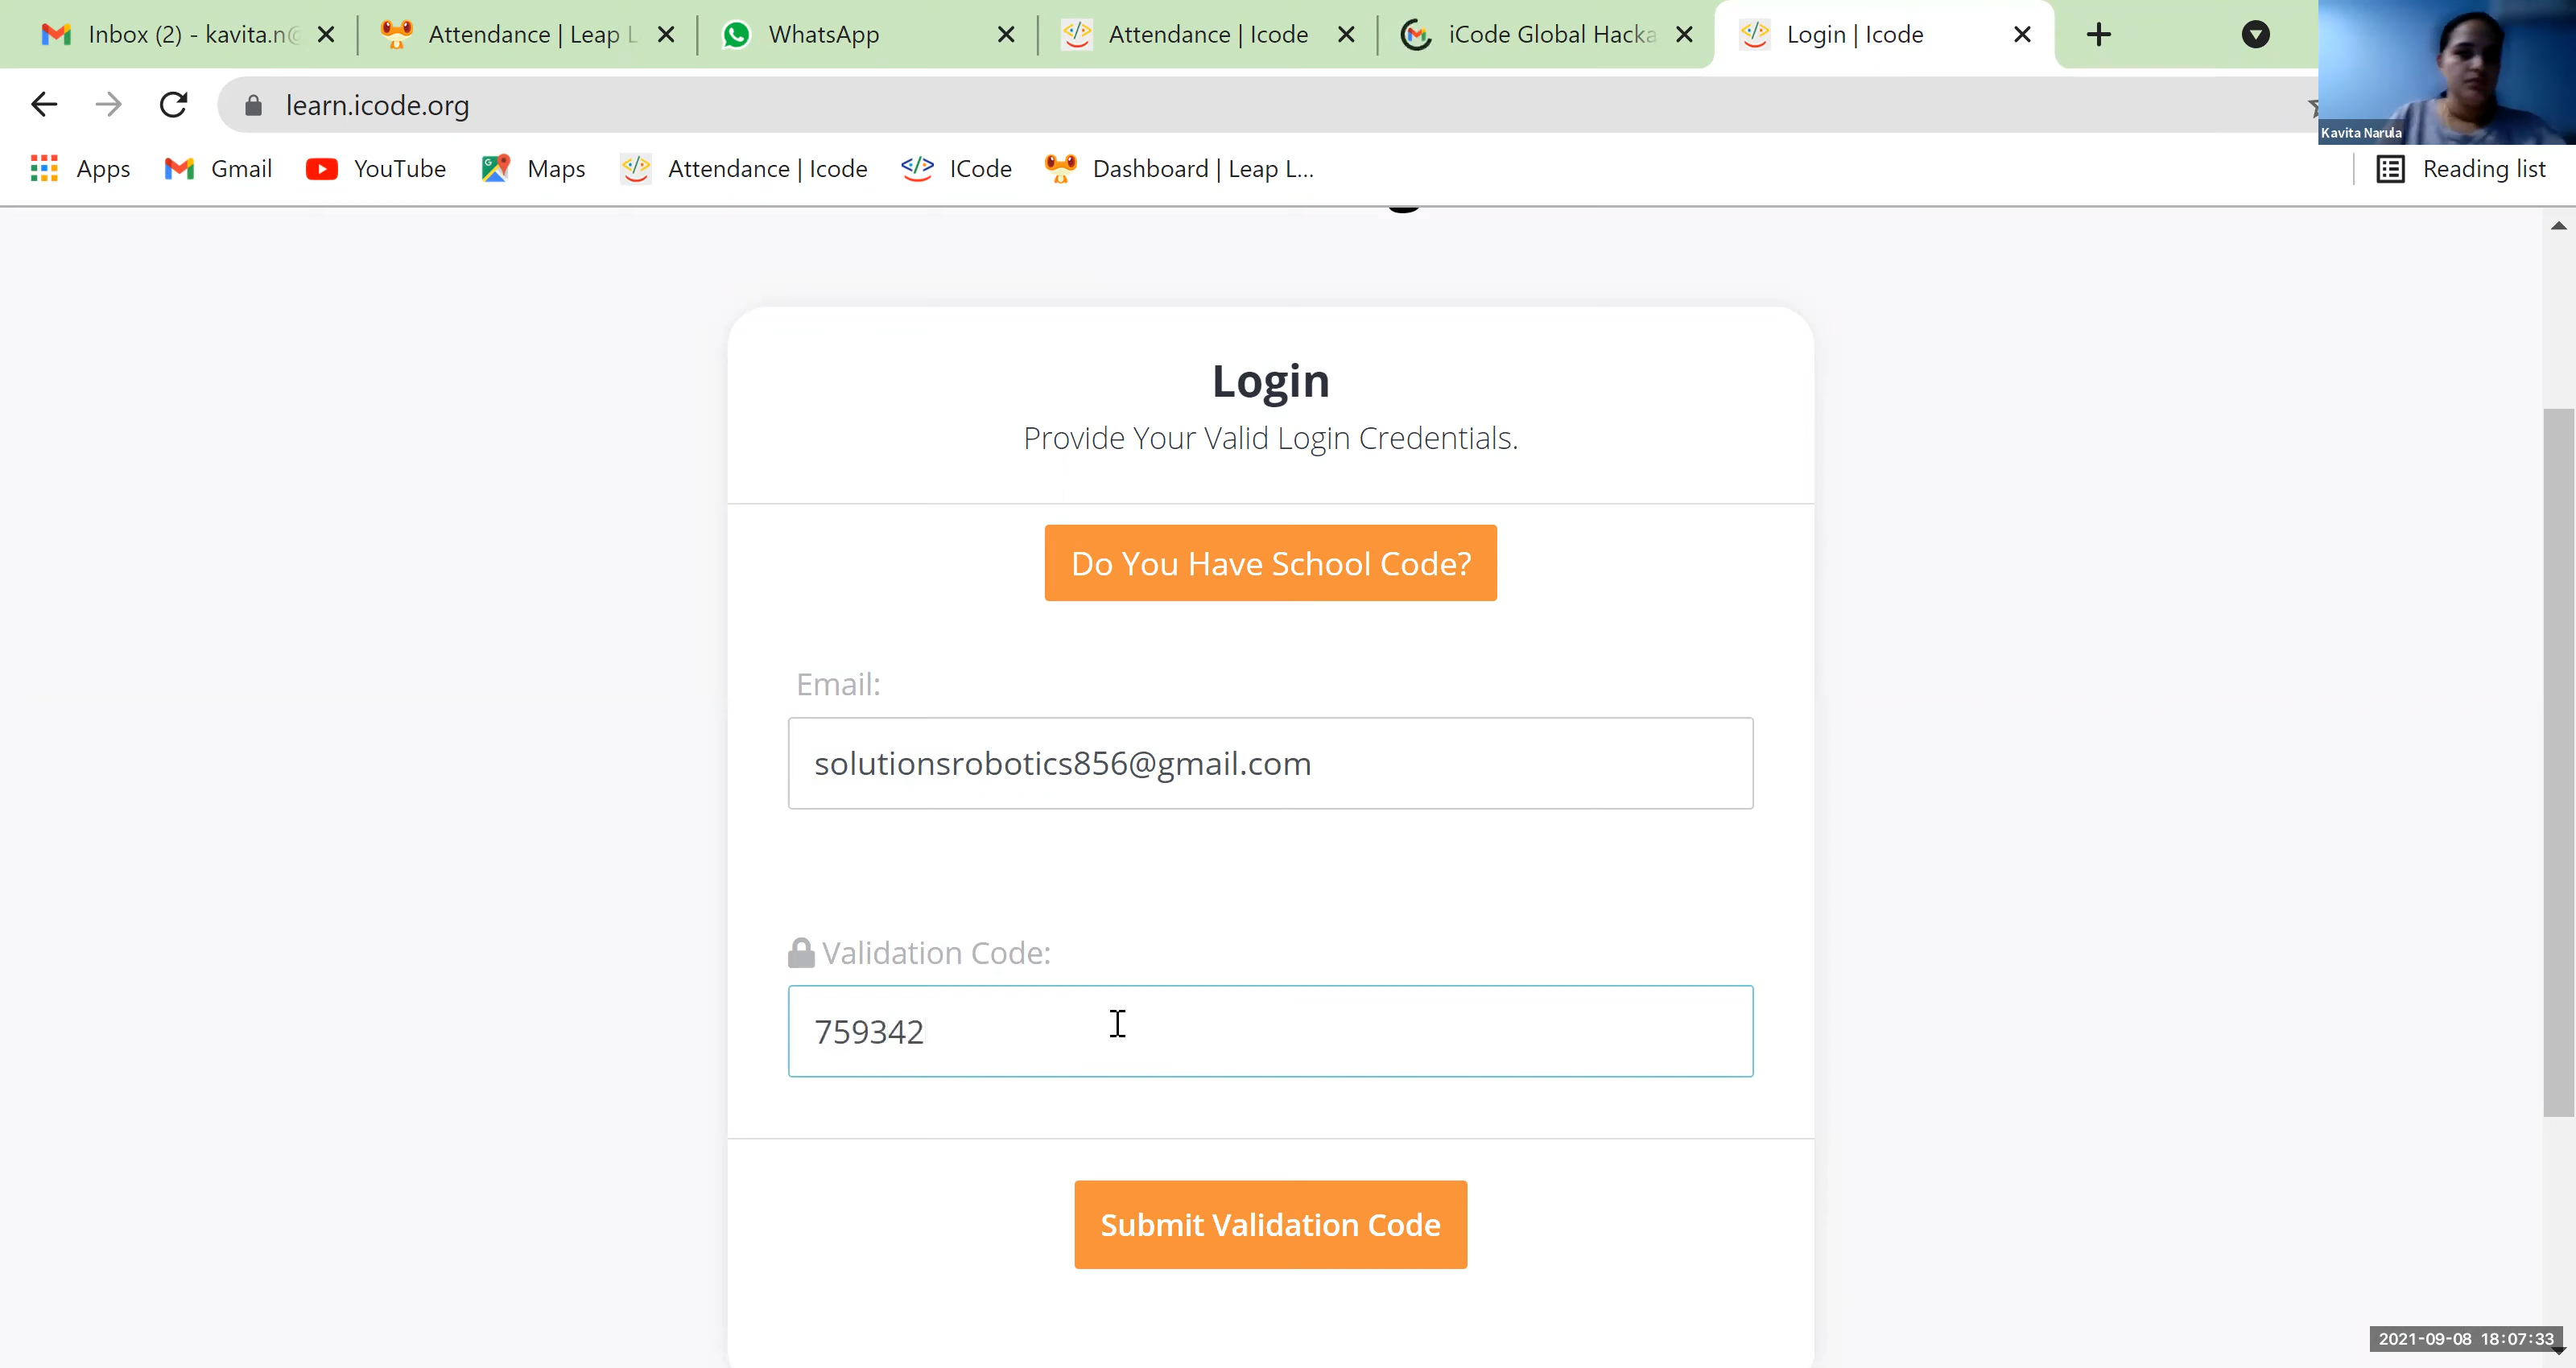 Inbox (2) - kavita.n@
Attendance | Leap L
WhatsApp
Attendance | Icode
iCode Global Hacka
Login | Icode
learn.icode.org
Kavita Narula
Apps
Gmail
YouTube
Maps
Attendance | Icode
ICode
Dashboard | Leap L...
Reading list
Login
Provide Your Valid Login Credentials.
Do You Have School Code?
Email:
solutionsrobotics856@gmail.com
Validation Code:
759342
Submit Validation Code
2021-09-08 18:07:33